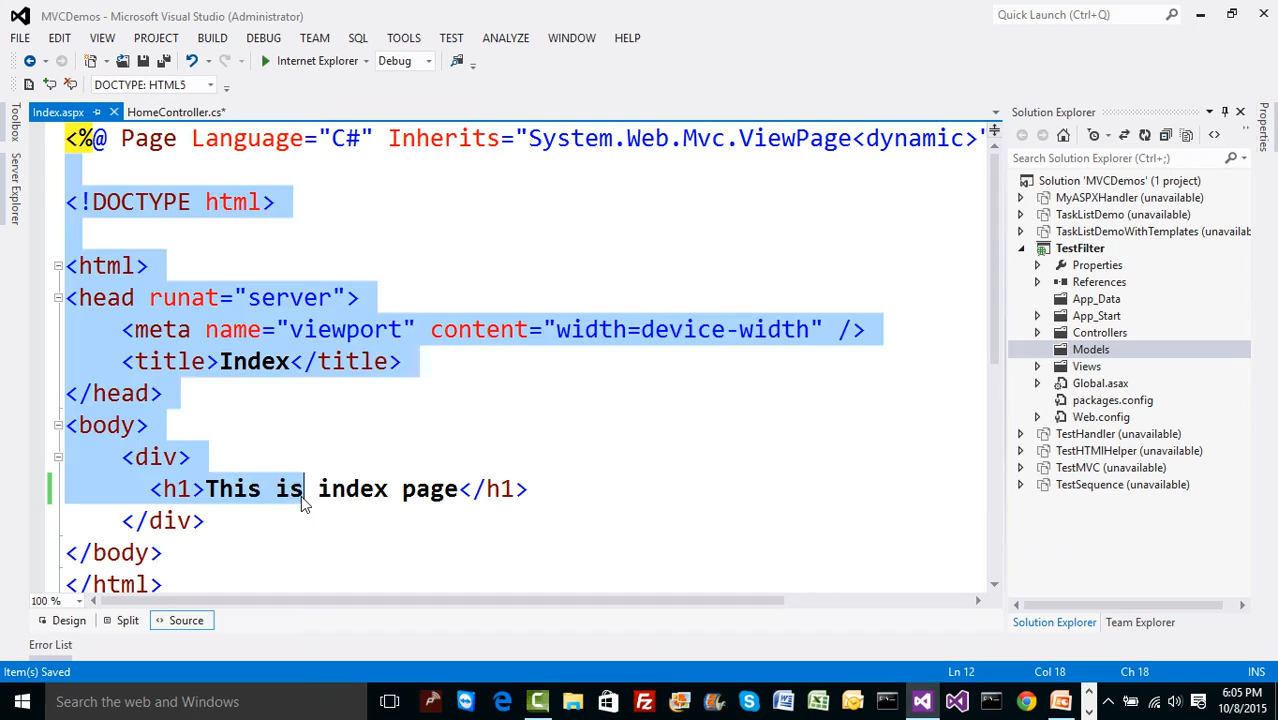 MVCDemos - Microsoft Visual Studio (Administrator)
Quick Launch (Ctrl+Q)
FILE EDIT VIEW PROJECT BUILD DEBUG TEAM SQL TOOLS TEST ANALYZE WINDOW HELP
Internet Explorer Debug
DOCTYPE: HTML5
Index.aspx HomeController.cs*
Toolbox
Server Explorer
<%@ Page Language="C#" Inherits="System.Web.Mvc.ViewPage<dynamic>"
<!DOCTYPE html>
<html>
<head runat="server">
<meta name="viewport" content="width=device-width" />
<title>Index</title>
</head>
<body>
<div>
<h1>This is index page</h1>
</div>
</body>
</html>
100 %
Design Split Source
Error List
Solution Explorer
Search Solution Explorer (Ctrl+;)
Solution 'MVCDemos' (1 project)
MyASPXHandler (unavailable)
TaskListDemo (unavailable)
TaskListDemoWithTemplates (unavailab
TestFilter
Properties
References
App_Data
App_Start
Controllers
Models
Views
Global.asax
packages.config
Web.config
TestHandler (unavailable)
TestHTMIHelper (unavailable)
TestMVC (unavailable)
TestSequence (unavailable)
Solution Explorer Team Explorer
Properties
Item(s) Saved Ln 12 Col 18 Ch 18 INS
Search the web and Windows
6:05 PM
10/8/2015